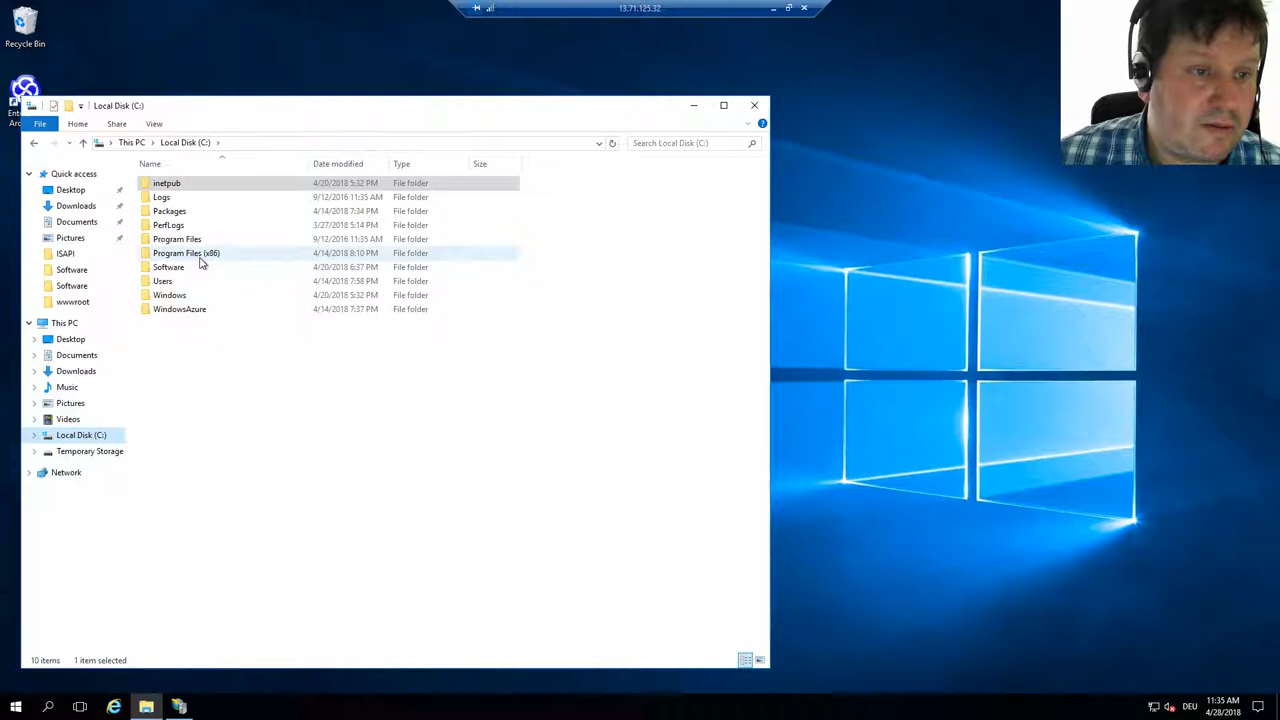 13.71.125.32
Recycle Bin
Local Disk (C:)
File Home Share View
This PC Local Disk (C:) Search Local Disk (C:)
Name Date modified Type Size
Quick access
Desktop
Downloads
Documents
Pictures
ISAPI
Software
Software
wwwroot
This PC
Desktop
Documents
Downloads
Music
Pictures
Videos
Local Disk (C:)
Temporary Storage
Network
inetpub 4/20/2018 5:32 PM File folder
Logs 9/12/2016 11:35 AM File folder
Packages 4/14/2018 7:34 PM File folder
PerfLogs 3/27/2018 5:14 PM File folder
Program Files 9/12/2016 11:35 AM File folder
Program Files (x86) 4/14/2018 8:10 PM File folder
Software 4/20/2018 6:37 PM File folder
Users 4/14/2018 7:58 PM File folder
Windows 4/20/2018 5:32 PM File folder
WindowsAzure 4/14/2018 7:37 PM File folder
10 items 1 item selected
DEU
11:35 AM
4/28/2018